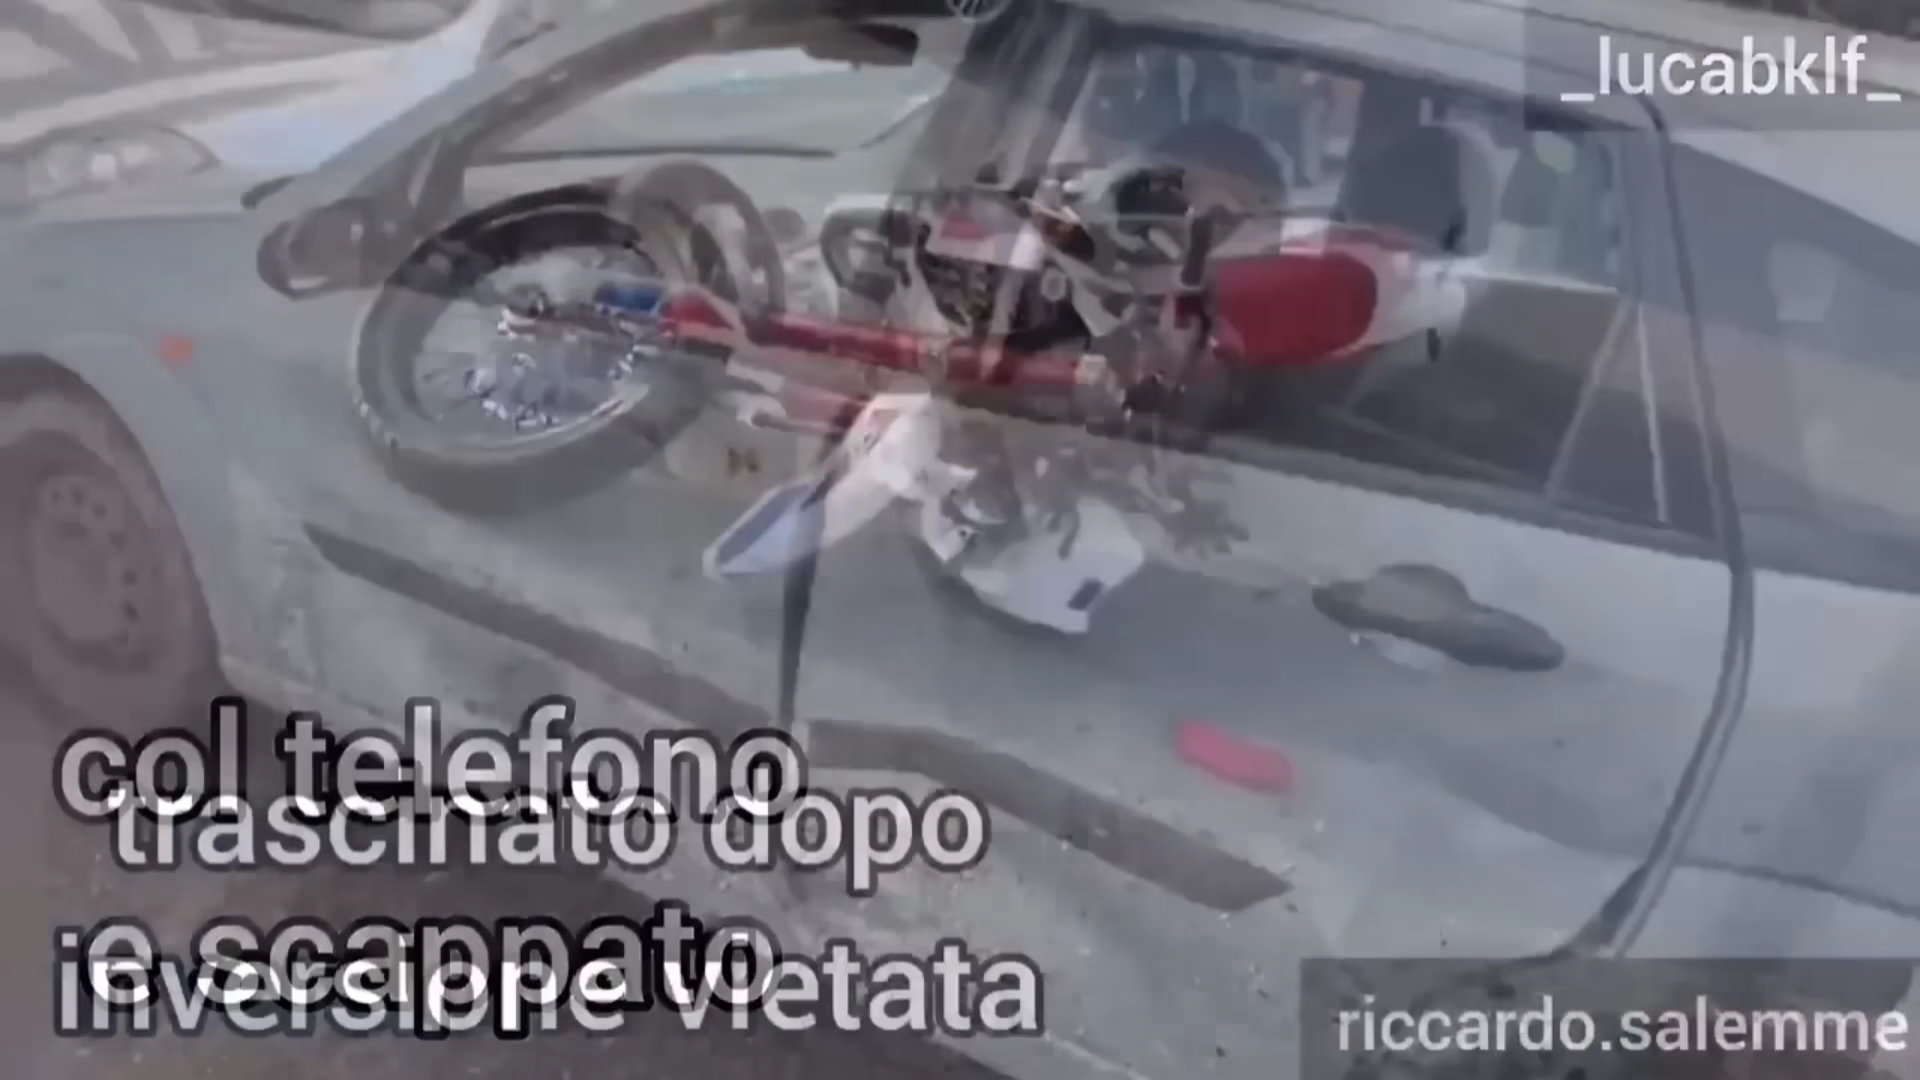 _lucabklf_
col telefono
trascinato dopo
e scappato
inversione vietata
riccardo.salemme